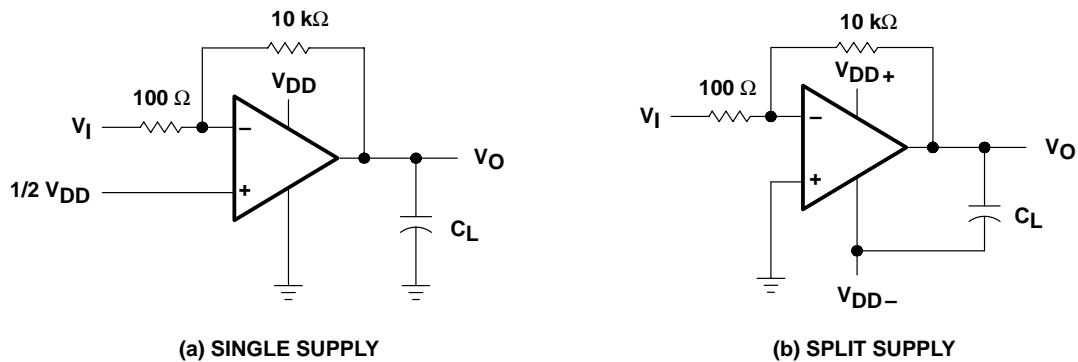 10 kΩ
VDD
100 Ω
VI
−
+
1/2 VDD
VO
CL
(a) SINGLE SUPPLY
10 kΩ
VDD+
100 Ω
VI
−
+
VO
CL
VDD−
(b) SPLIT SUPPLY